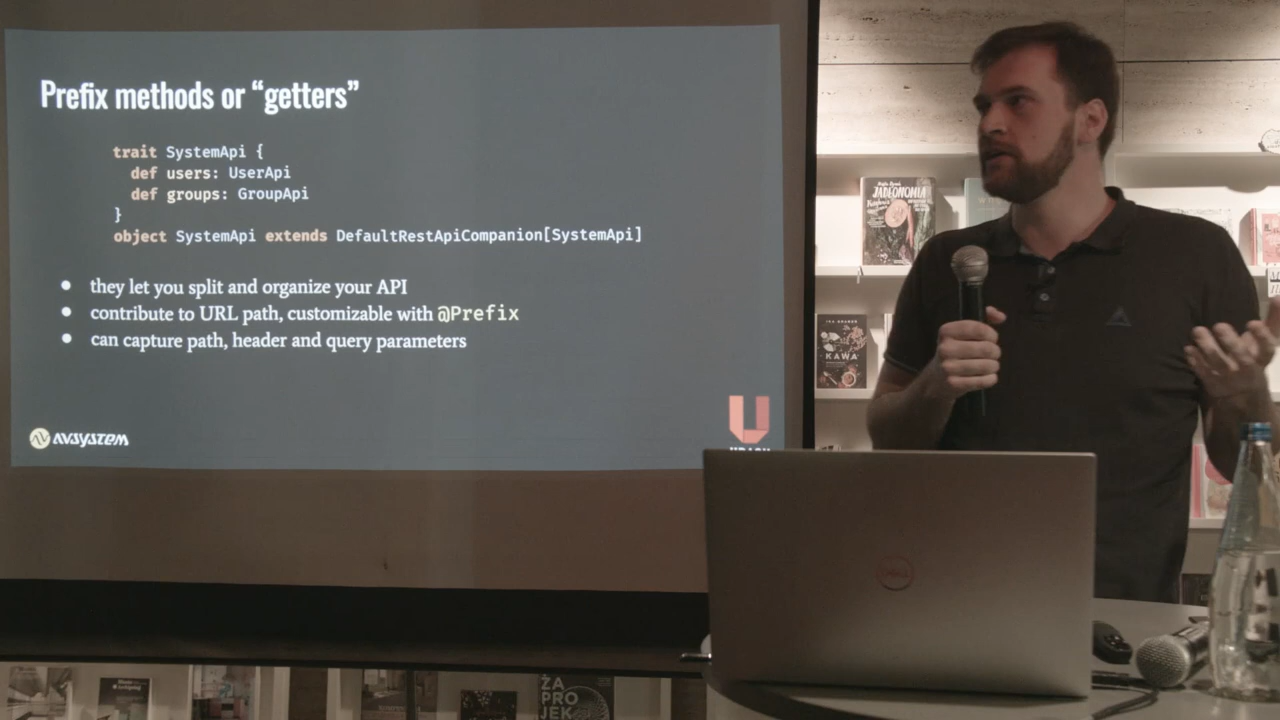 Prefix methods or “getters”
trait SystemApi {
def users: UserApi
def groups: GroupApi
}
object SystemApi extends DefaultRestApiCompanion[SystemApi]
• they let you split and organize your API
• contribute to URL path, customizable with @Prefix
• can capture path, header and query parameters
AVSYSTEM
JADŁONOMIA
KAWA
DELL
ŻA
PRO
JEK